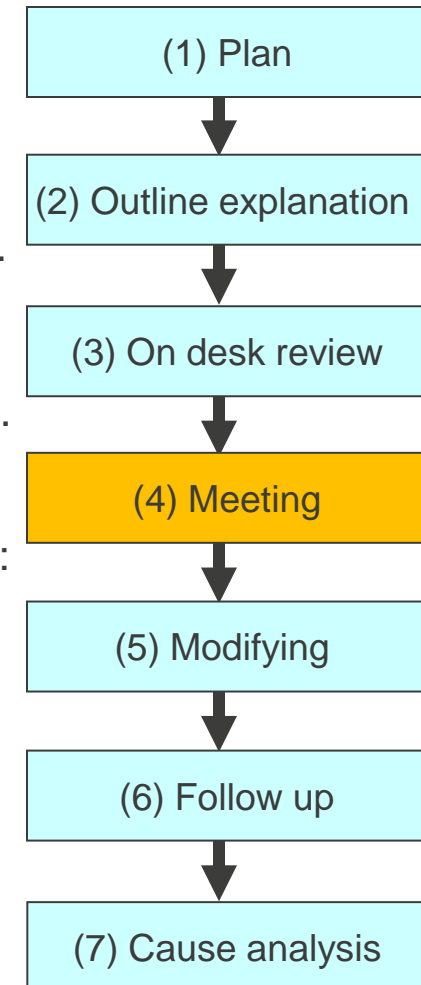 (1) Plan
(2) Outline explanation
.
(3) On desk review
.
(4) Meeting
:
(5) Modifying
(6) Follow up
(7) Cause analysis